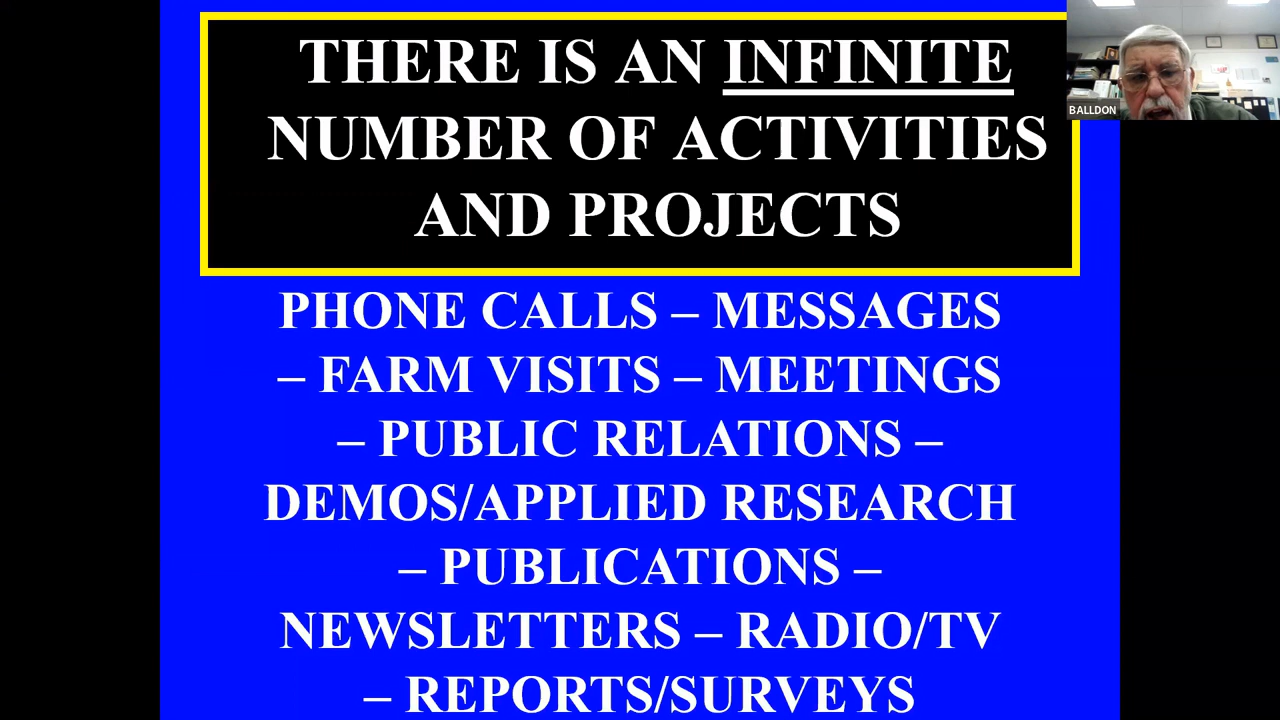 THERE IS AN INFINITE
NUMBER OF ACTIVITIES
AND PROJECTS
BALLDON
PHONE CALLS – MESSAGES
– FARM VISITS – MEETINGS
– PUBLIC RELATIONS –
DEMOS/APPLIED RESEARCH
– PUBLICATIONS –
NEWSLETTERS – RADIO/TV
– REPORTS/SURVEYS